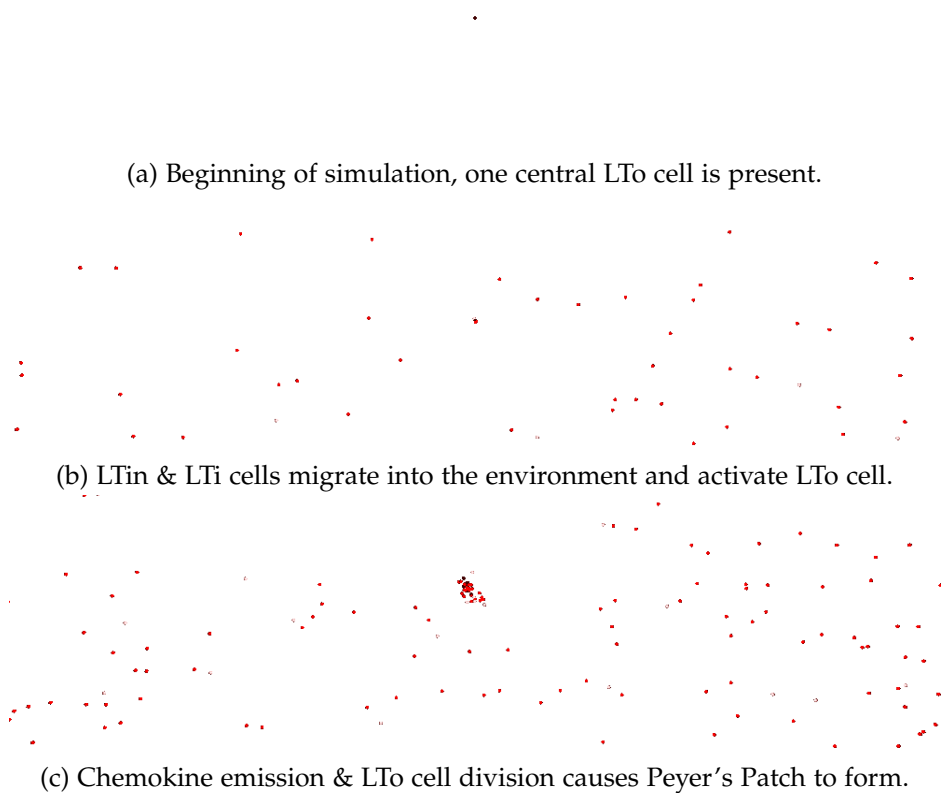 (a) Beginning of simulation, one central LTo cell is present.
(b) LTin & LTi cells migrate into the environment and activate LTo cell.
(c) Chemokine emission & LTo cell division causes Peyer's Patch to form.